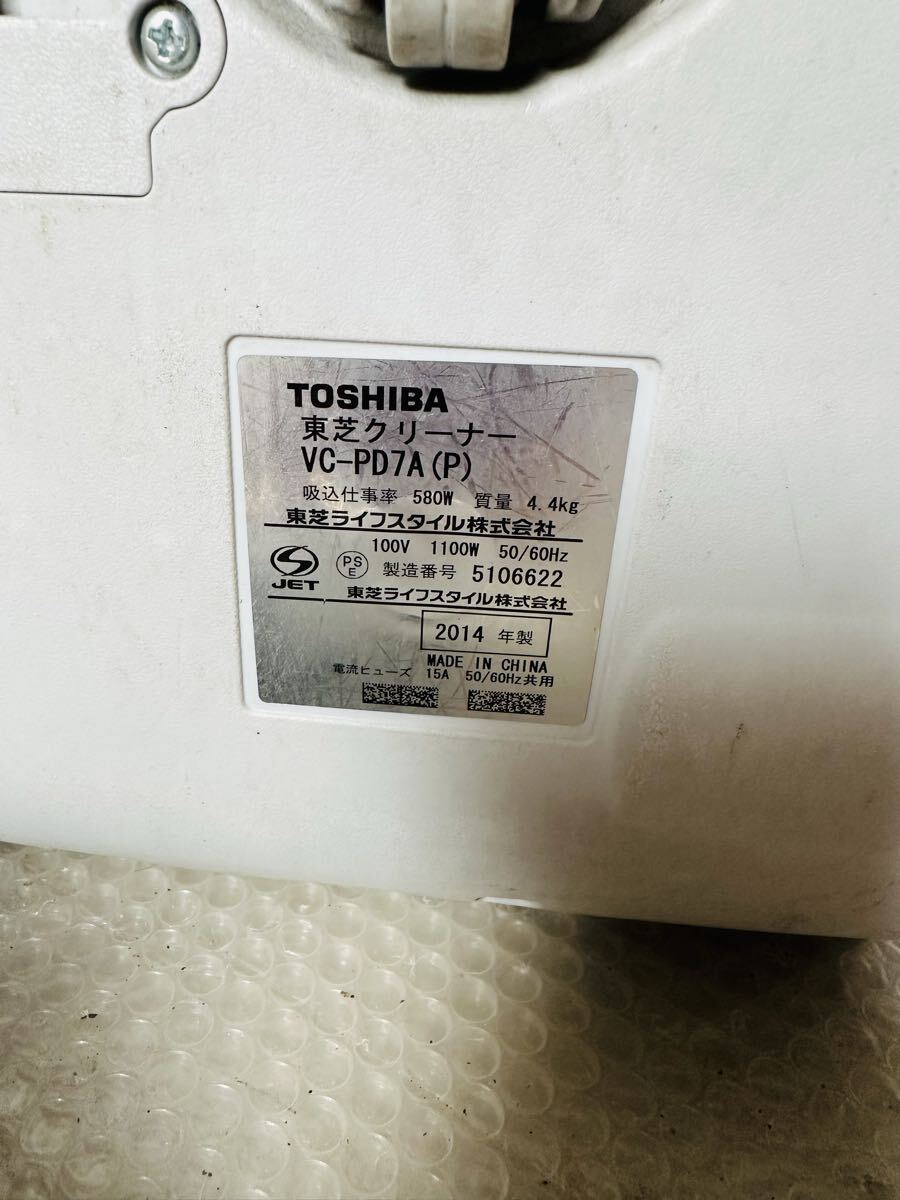 TOSHIBA
東芝クリーナー
VC-PD7A(P)
吸込仕事率 580W 質量 4.4kg
東芝ライフスタイル株式会社
100V 1100W 50/60Hz
JET PS E 製造番号 5106622
東芝ライフスタイル株式会社
2014 年製
MADE IN CHINA
電流ヒューズ 15A 50/60Hz共用